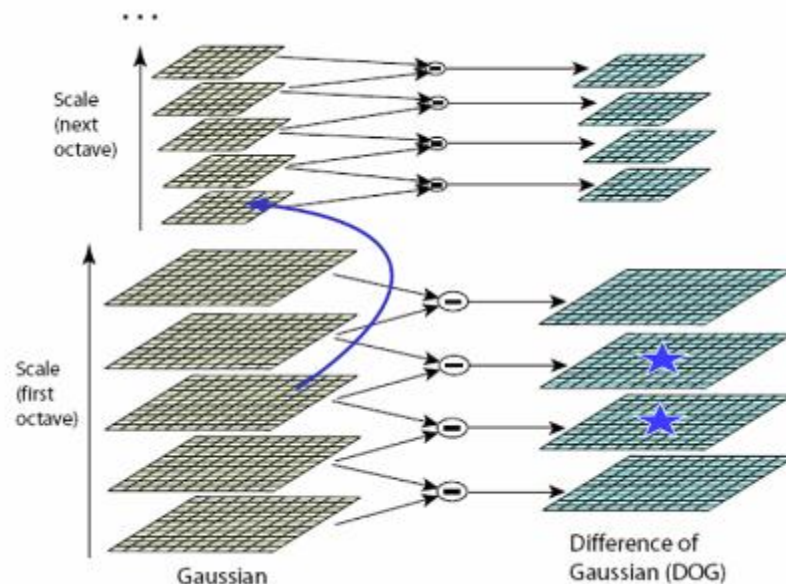 ...
Scale
(next
octave)
Scale
(first
octave)
Gaussian
Difference of
Gaussian (DOG)